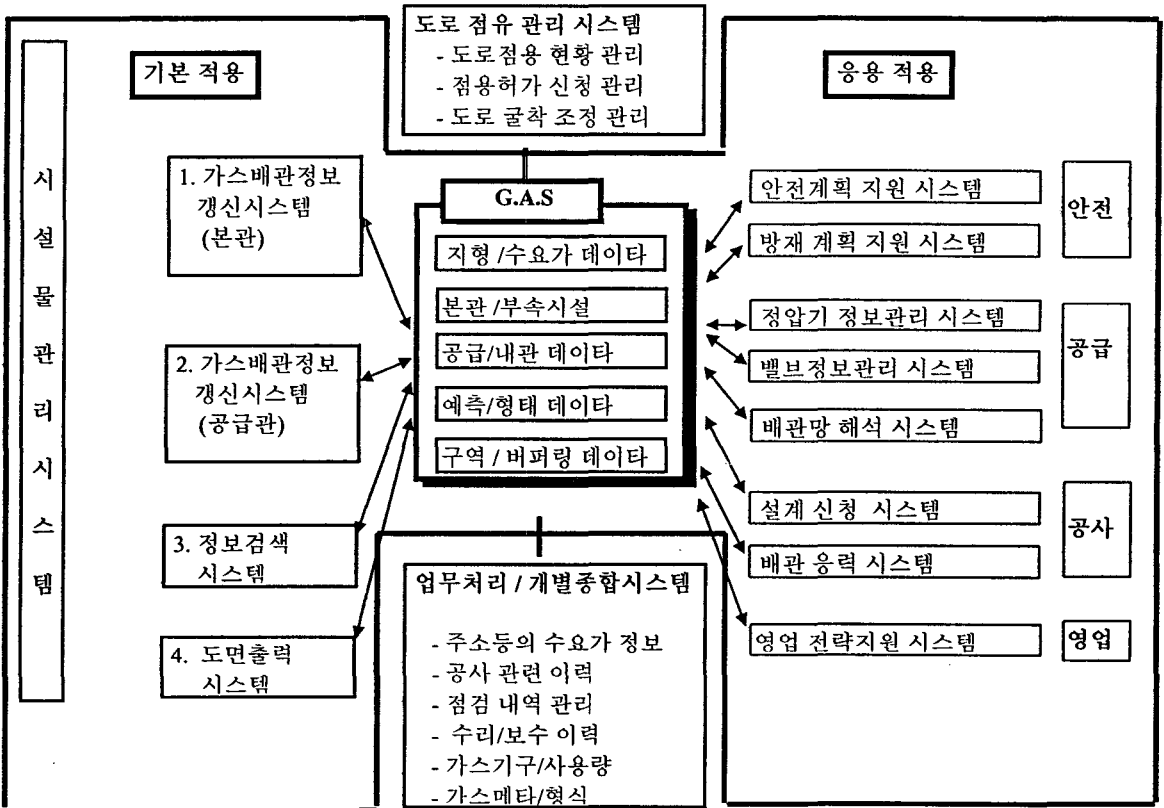 도로 점유 관리 시스템
- 도로점용 현황 관리
- 점용허가 신청 관리
- 도로 굴착 조정 관리
기본 적용
응용 적용
시
설
물
관
리
시
스
템
1. 가스배관정보
갱신시스템
(본관)
2. 가스배관정보
갱신시스템
(공급관)
3. 정보검색
시스템
4. 도면출력
시스템
G.A.S
지형 /수요가 데이타
본관 /부속시설
공급/내관 데이타
예측/형태 데이타
구역 / 버퍼링 데이타
업무처리 / 개별종합시스템
- 주소등의 수요가 정보
- 공사 관련 이력
- 점검 내역 관리
- 수리/보수 이력
- 가스기구/사용량
- 가스메타/형식
안전계획 지원 시스템
방재 계획 지원 시스템
안전
정압기 정보관리 시스템
밸브정보관리 시스템
배관망 해석 시스템
공급
설계 신청 시스템
배관 응력 시스템
공사
영업 전략지원 시스템
영업